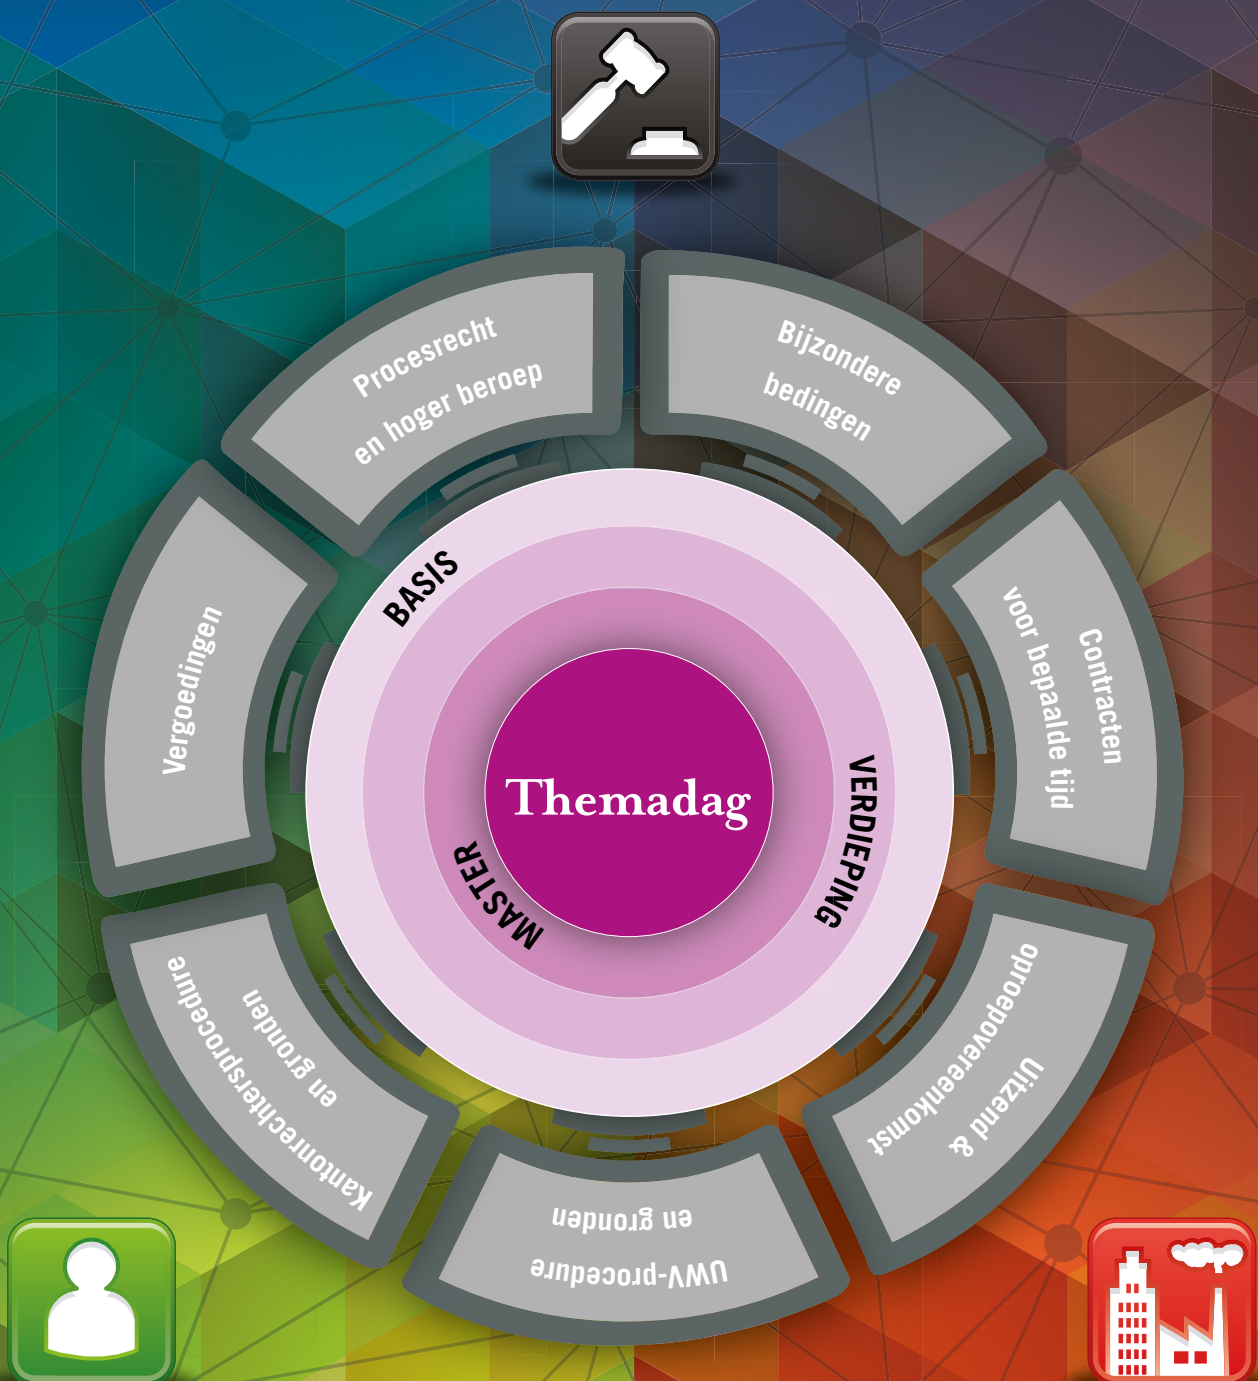 Procesrecht
en hoger beroep
Bijzondere
bedingen
Contracten
voor bepaalde tijd
Uitzend &
oproepovereenkomst
UWV-procedure
en gronden
Kantonrechtersprocedure
en gronden
Vergoedingen
BASIS
VERDIEPING
MASTER
Themadag